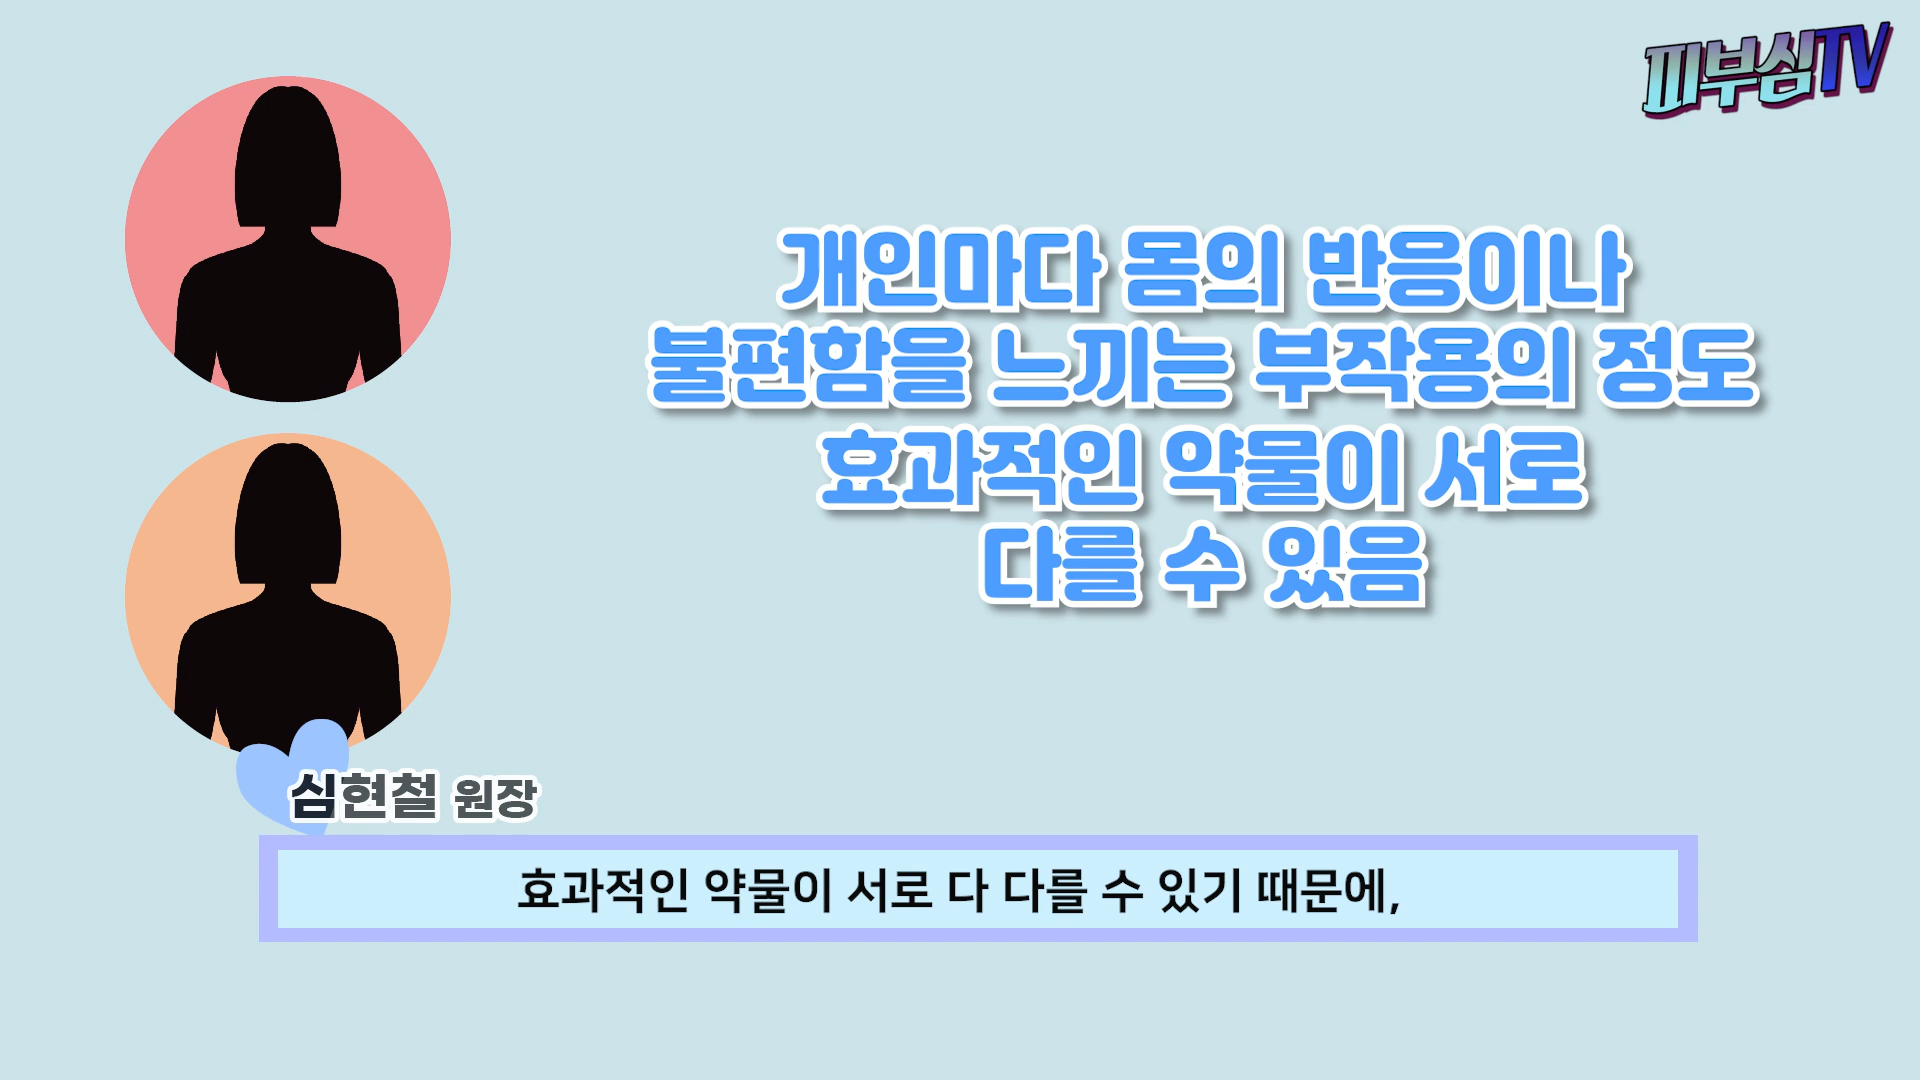 피부심TV
개인마다 몸의 반응이나
불편함을 느끼는 부작용의 정도
효과적인 약물이 서로
다를 수 있음
심현철 원장
효과적인 약물이 서로 다 다를 수 있기 때문에,